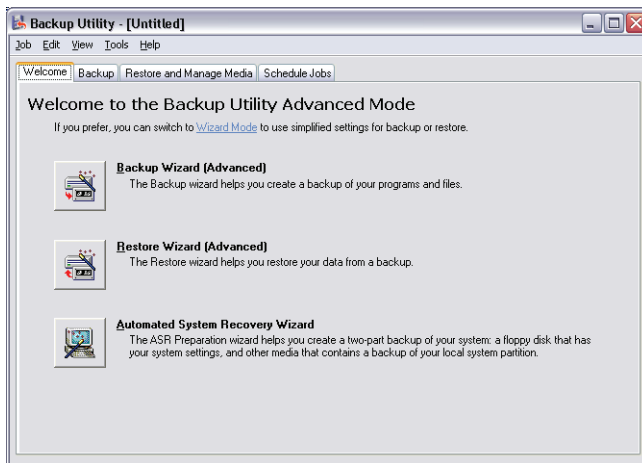 Backup Utility - [Untitled]
Job Edit View Tools Help
Welcome Backup Restore and Manage Media Schedule Jobs
Welcome to the Backup Utility Advanced Mode
If you prefer, you can switch to Wizard Mode to use simplified settings for backup or restore.
Backup Wizard (Advanced)
The Backup wizard helps you create a backup of your programs and files.
Restore Wizard (Advanced)
The Restore wizard helps you restore your data from a backup.
Automated System Recovery Wizard
The ASR Preparation wizard helps you create a two-part backup of your system: a floppy disk that has
your system settings, and other media that contains a backup of your local system partition.